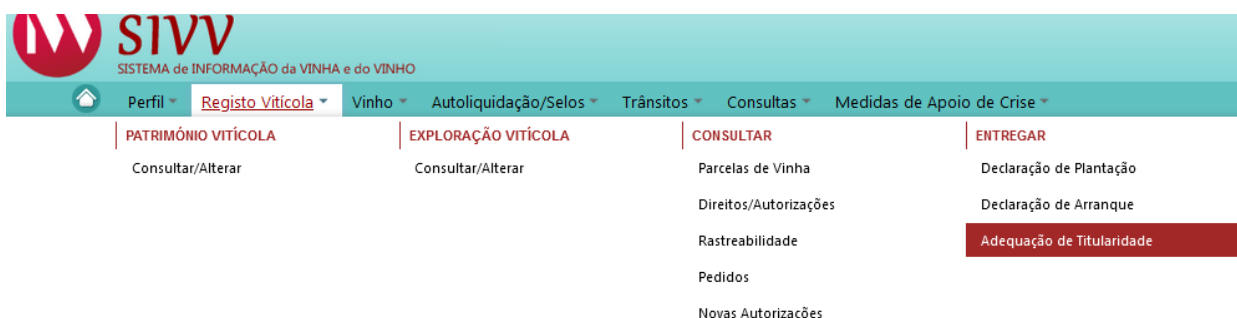 SIVV
SISTEMA de INFORMAÇÃO da VINHA e do VINHO
Perfil Registo Vitícola Vinho Autoliquidação/Selos Trânsitos Consultas Medidas de Apoio de Crise
PATRIMÓNIO VITÍCOLA EXPLORAÇÃO VITÍCOLA CONSULTAR ENTREGAR
Consultar/Alterar Consultar/Alterar Parcelas de Vinha Declaração de Plantação
Direitos/Autorizações Declaração de Arranque
Rastreabilidade Adequação de Titularidade
Pedidos
Novas Autorizações